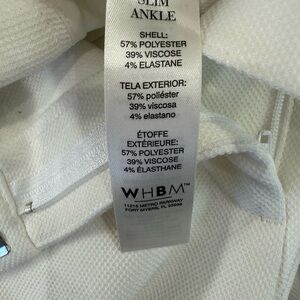 SLIM
ANKLE
SHELL:
57% POLYESTER
39% VISCOSE
4% ELASTANE
TELA EXTERIOR:
57% poliéster
39% viscosa
4% elastano
ÉTOFFE
EXTÉRIEURE:
57% POLYESTER
39% VISCOSE
4% ÉLASTHANE
WHBM™
11215 METRO PARKWAY
FORT MYERS, FL 33966